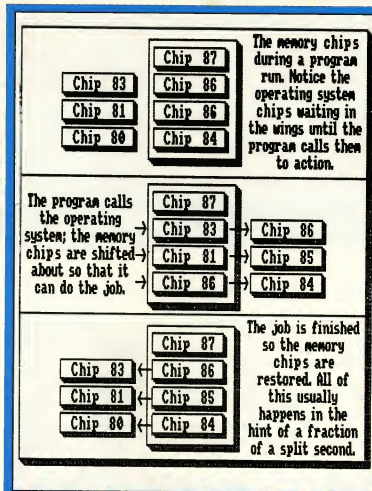 Chip 83
Chip 81
Chip 80
Chip 87
Chip 86
Chip 86
Chip 84
The memory chips
during a program
run. Notice the
operating system
chips waiting in
the wings until the
program calls them
to action.
The program calls
the operating
system; the memory
chips are shifted
about so that it
can do the job.
Chip 87
Chip 83
Chip 81
Chip 86
Chip 86
Chip 85
Chip 84
Chip 83
Chip 81
Chip 80
Chip 87
Chip 86
Chip 85
Chip 84
The job is finished
so the memory
chips are
restored. All of
this usually
happens in the
hint of a fraction
of a split second.